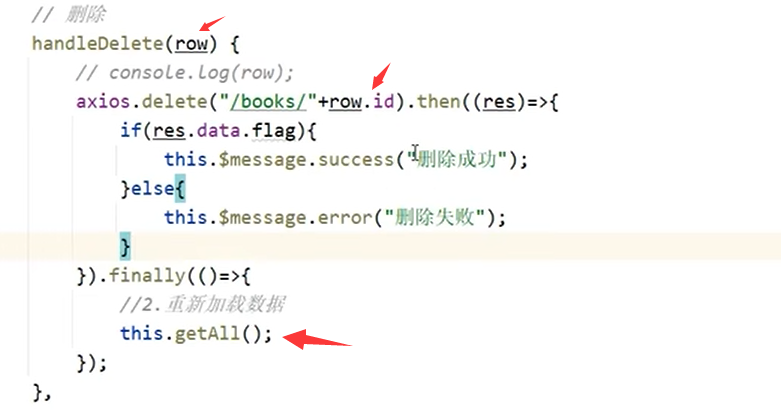 // 删除
handleDelete(row) {
// console.log(row);
axios.delete("/books/"+row.id).then((res)=>{
if(res.data.flag){
this.$message.success("删除成功");
}else{
this.$message.error("删除失败");
}
}).finally(()=>{
//2.重新加载数据
this.getAll();
});
},